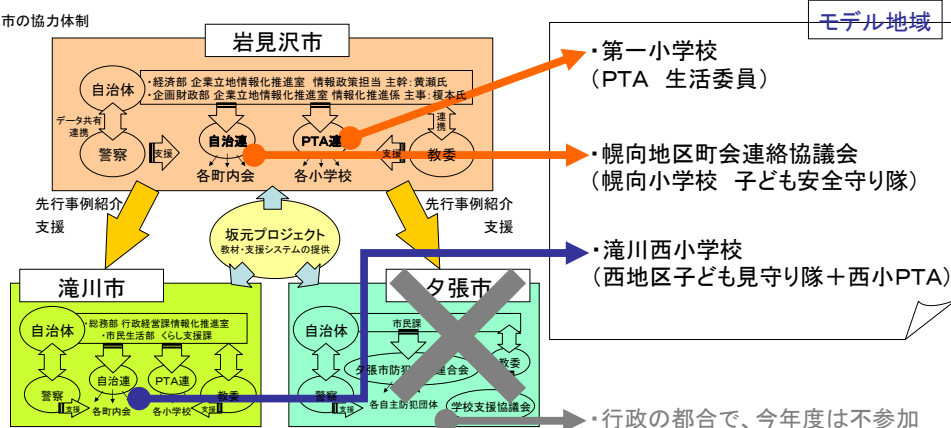 市の協力体制
岩見沢市
自治体
・経済部 企業立地情報化推進室 情報政策担当 主幹:黄瀬氏
・企画財政部 企業立地情報化推進室 情報化推進係 主事:榎本氏
データ共有
連携
連携
警察
支援
自治連
PTA連
支援
教委
各町内会
各小学校
先行事例紹介
支援
先行事例紹介
支援
坂元プロジェクト
教材・支援システムの提供
滝川市
自治体
・総務部 行政経営課情報化推進室
・市民生活部 くらし支援課
警察
支援
自治連
PTA連
支援
教委
各町内会
各小学校
夕張市
自治体
市民課
夕張市防犯
連合会
教委
警察
支援
各自主防犯団体
学校支援協議会
モデル地域
・第一小学校
(PTA 生活委員)
・幌向地区町会連絡協議会
(幌向小学校 子ども安全守り隊)
・滝川西小学校
(西地区子ども見守り隊+西小PTA)
・行政の都合で、今年度は不参加